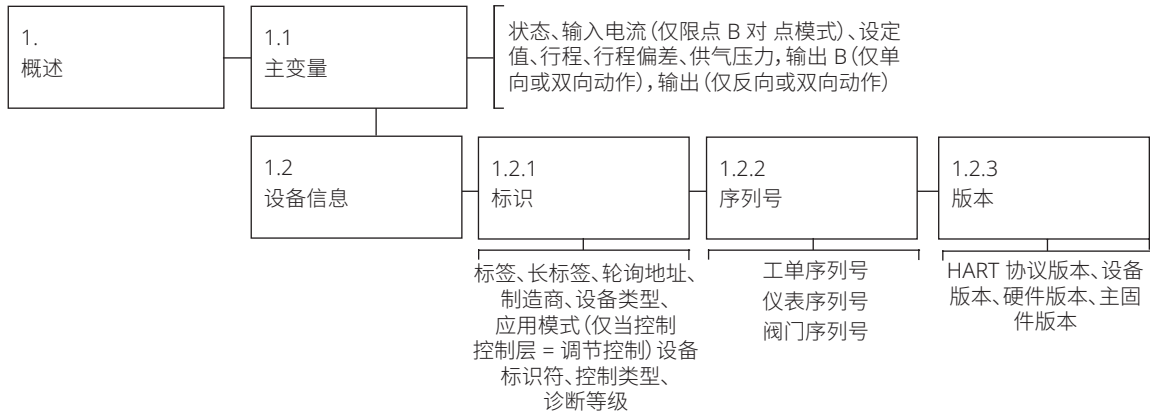 1.
概述
1.1
主变量
状态、输入电流（仅限点 B 对 点模式）、设定
值、行程、行程偏差、供气压力，输出 B（仅单
向或双向动作），输出（仅反向或双向动作）
1.2
设备信息
1.2.1
标识
1.2.2
序列号
1.2.3
版本
标签、长标签、轮询地址、
制造商、设备类型、
应用模式（仅当控制
控制层 = 调节控制）设备
标识符、控制类型、
诊断等级
工单序列号
仪表序列号
阀门序列号
HART 协议版本、设备
版本、硬件版本、主固
件版本